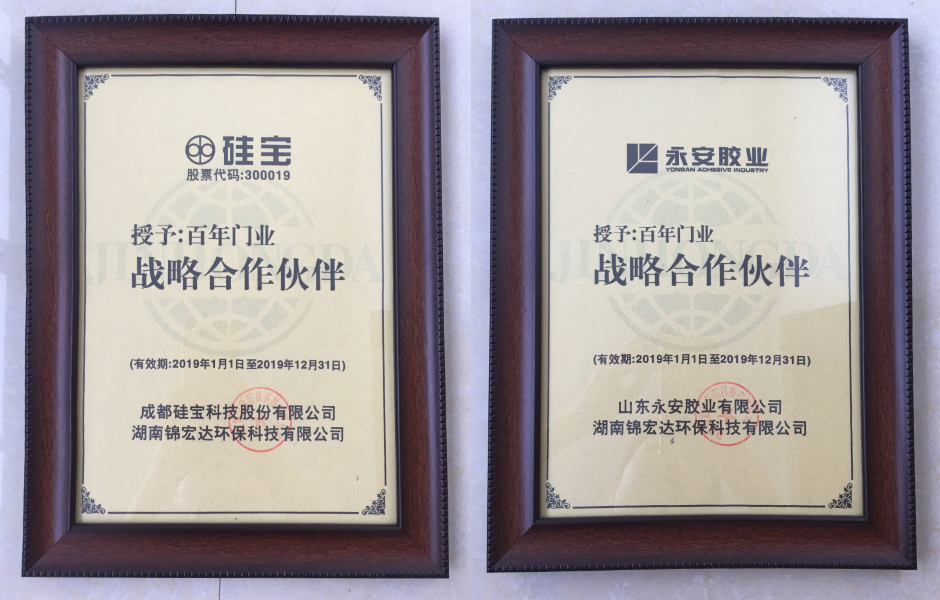 硅宝
股票代码:300019
授予:百年门业
战略合作伙伴
(有效期:2019年1月1日至2019年12月31日)
成都硅宝科技股份有限公司
湖南锦宏达环保科技有限公司
永安胶业
YONGAN ADHESIVE INDUSTRY
授予:百年门业
战略合作伙伴
(有效期:2019年1月1日至2019年12月31日)
山东永安胶业有限公司
湖南锦宏达环保科技有限公司